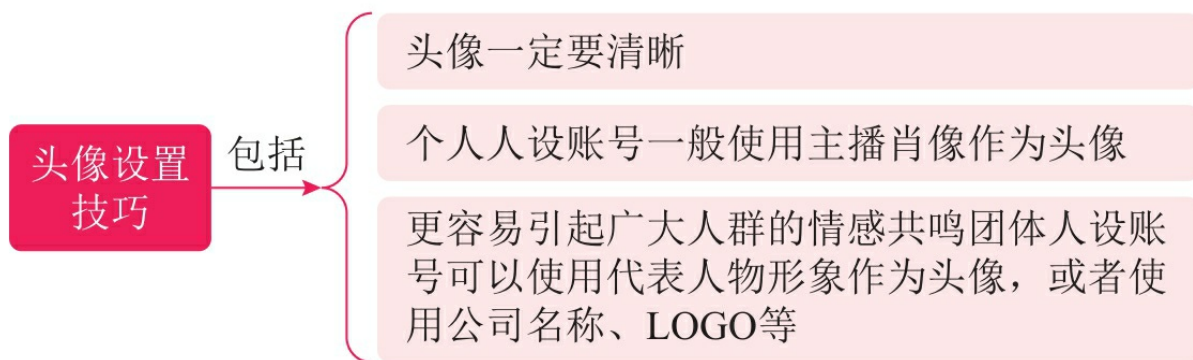 头像设置
技巧
包括
头像一定要清晰
个人人设账号一般使用主播肖像作为头像
更容易引起广大人群的情感共鸣团体人设账
号可以使用代表人物形象作为头像，或者使
用公司名称、LOGO等